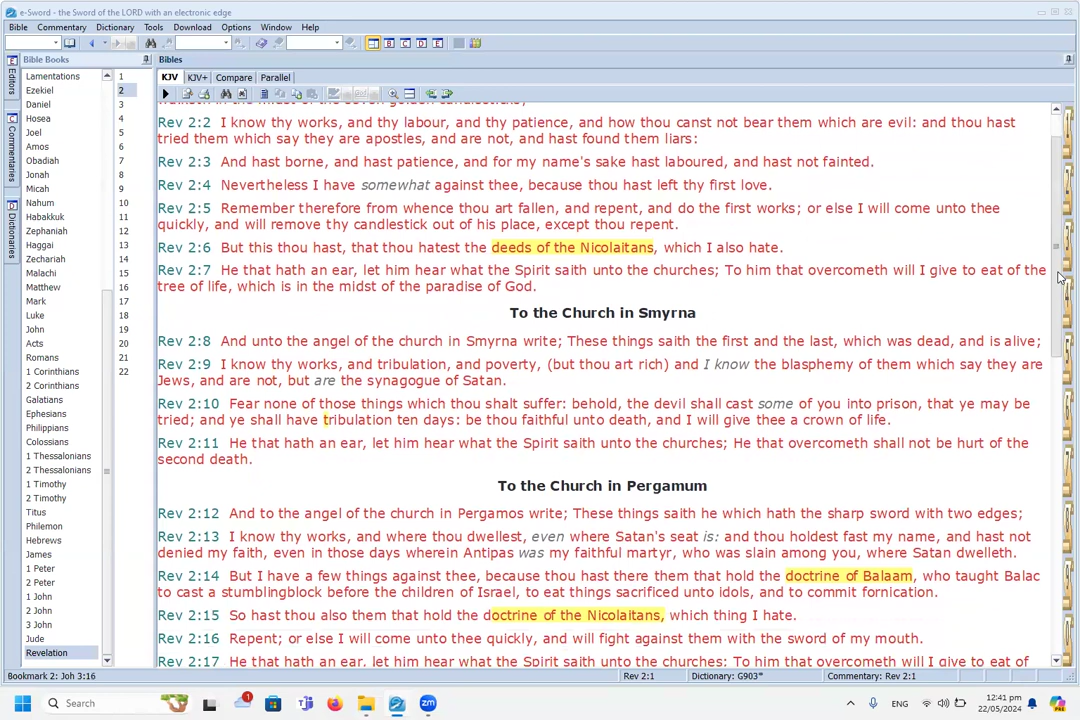 e-Sword - the Sword of the LORD with an electronic edge
Bible Commentary Dictionary Tools Download Options Window Help
B C D E
Bible Books
Bibles
Editors
Commentaries
Dictionaries
Lamentations
Ezekiel
Daniel
Hosea
Joel
Amos
Obadiah
Jonah
Micah
Nahum
Habakkuk
Zephaniah
Haggai
Zechariah
Malachi
Matthew
Mark
Luke
John
Acts
Romans
1 Corinthians
2 Corinthians
Galatians
Ephesians
Philippians
Colossians
1 Thessalonians
2 Thessalonians
1 Timothy
2 Timothy
Titus
Philemon
Hebrews
James
1 Peter
2 Peter
1 John
2 John
3 John
Jude
Revelation
1
2
3
4
5
6
7
8
9
10
11
12
13
14
15
16
17
18
19
20
21
22
KJV KJV+ Compare Parallel
walketh in the midst of the seven golden candlesticks;
Rev 2:2 I know thy works, and thy labour, and thy patience, and how thou canst not bear them which are evil: and thou hast
tried them which say they are apostles, and are not, and hast found them liars:
Rev 2:3 And hast borne, and hast patience, and for my name's sake hast laboured, and hast not fainted.
Rev 2:4 Nevertheless I have somewhat against thee, because thou hast left thy first love.
Rev 2:5 Remember therefore from whence thou art fallen, and repent, and do the first works; or else I will come unto thee
quickly, and will remove thy candlestick out of his place, except thou repent.
Rev 2:6 But this thou hast, that thou hatest the deeds of the Nicolaitans, which I also hate.
Rev 2:7 He that hath an ear, let him hear what the Spirit saith unto the churches; To him that overcometh will I give to eat of the
tree of life, which is in the midst of the paradise of God.
To the Church in Smyrna
Rev 2:8 And unto the angel of the church in Smyrna write; These things saith the first and the last, which was dead, and is alive;
Rev 2:9 I know thy works, and tribulation, and poverty, (but thou art rich) and I know the blasphemy of them which say they are
Jews, and are not, but are the synagogue of Satan.
Rev 2:10 Fear none of those things which thou shalt suffer: behold, the devil shall cast some of you into prison, that ye may be
tried; and ye shall have tribulation ten days: be thou faithful unto death, and I will give thee a crown of life.
Rev 2:11 He that hath an ear, let him hear what the Spirit saith unto the churches; He that overcometh shall not be hurt of the
second death.
To the Church in Pergamum
Rev 2:12 And to the angel of the church in Pergamos write; These things saith he which hath the sharp sword with two edges;
Rev 2:13 I know thy works, and where thou dwellest, even where Satan's seat is: and thou holdest fast my name, and hast not
denied my faith, even in those days wherein Antipas was my faithful martyr, who was slain among you, where Satan dwelleth.
Rev 2:14 But I have a few things against thee, because thou hast there them that hold the doctrine of Balaam, who taught Balac
to cast a stumblingblock before the children of Israel, to eat things sacrificed unto idols, and to commit fornication.
Rev 2:15 So hast thou also them that hold the doctrine of the Nicolaitans, which thing I hate.
Rev 2:16 Repent; or else I will come unto thee quickly, and will fight against them with the sword of my mouth.
Rev 2:17 He that hath an ear, let him hear what the Spirit saith unto the churches; To him that overcometh will I give to eat of
Bookmark 2: Joh 3:16
Rev 2:1
Dictionary: G903*
Commentary: Rev 2:1
Search
1
ENG
12:41 pm
22/05/2024